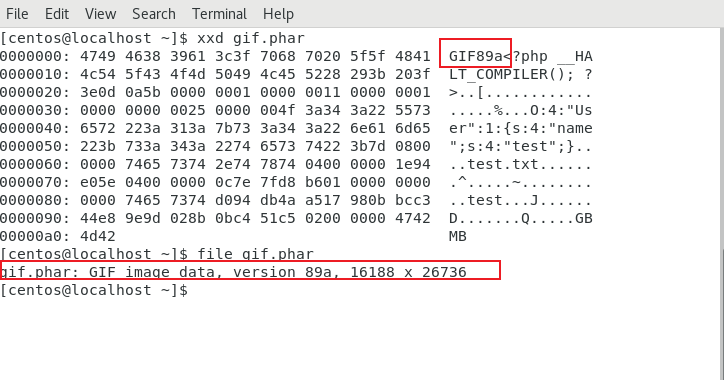 File Edit View Search Terminal Help
[centos@localhost ~]$ xxd gif.phar
0000000: 4749 4638 3961 3c3f 7068 7020 5f5f 4841  GIF89a<?php __HA
0000010: 4c54 5f43 4f4d 5049 4c45 5228 293b 203f  LT_COMPILER(); ?
0000020: 3e0d 0a5b 0000 0001 0000 0011 0000 0001  >..[............
0000030: 0000 0000 0025 0000 004f 3a34 3a22 5573  .....%...O:4:"Us
0000040: 6572 223a 313a 7b73 3a34 3a22 6e61 6d65  er":1:{s:4:"name
0000050: 223b 733a 343a 2274 6573 7422 3b7d 0800  ";s:4:"test";}..
0000060: 0000 7465 7374 2e74 7874 0400 0000 1e94  ..test.txt......
0000070: e05e 0400 0000 0c7e 7fd8 b601 0000 0000  .^.....~........
0000080: 0000 7465 7374 d094 db4a a517 980b bcc3  ..test...J......
0000090: 44e8 9e9d 028b 0bc4 51c5 0200 0000 4742  D.......Q.....GB
00000a0: 4d42                                     MB
[centos@localhost ~]$ file gif.phar
gif.phar: GIF image data, version 89a, 16188 x 26736
[centos@localhost ~]$